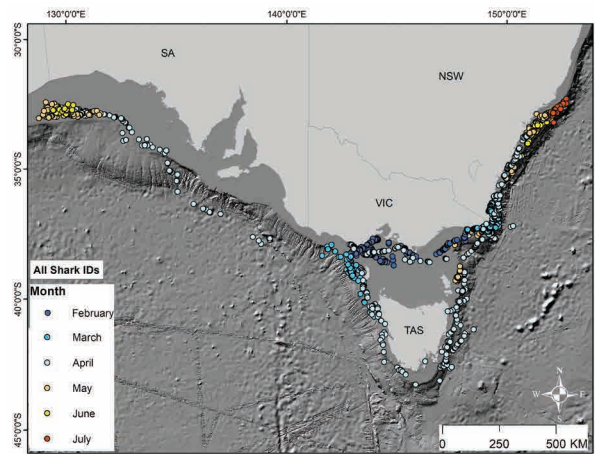 130°0'0"E 140°0'0"E 150°0'0"E
30°0'0"S
SA
NSW
35°0'0"S
VIC
All Shark IDs
Month
February
40°0'0"S
March
TAS
April
May
N
W E
S
June
July
45°0'0"S
0 250 500 KM